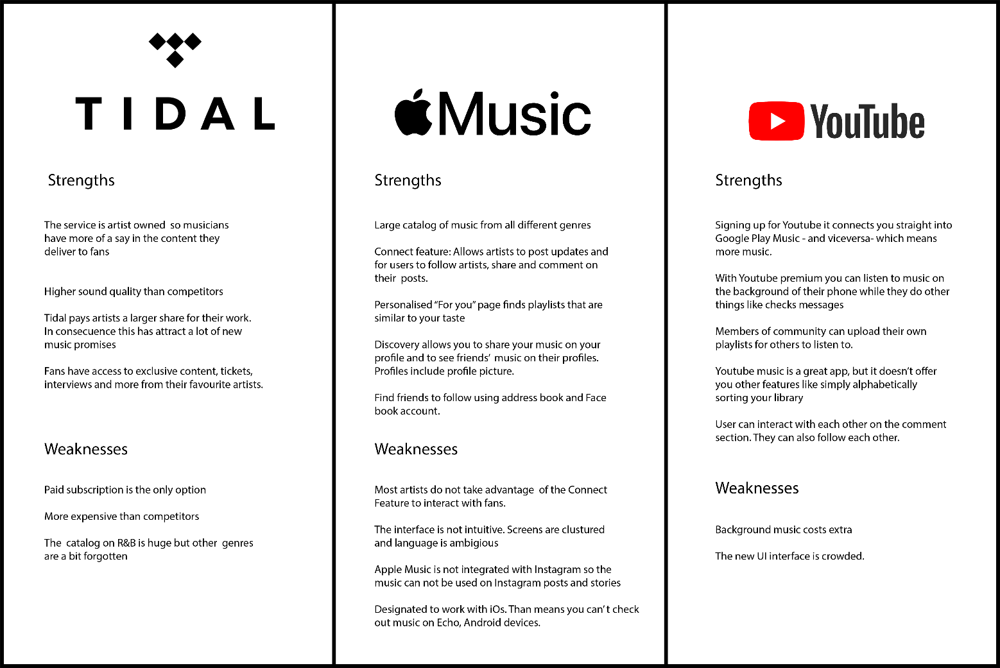 TIDAL
Strengths
The service is artist owned  so musicians
have more of a say in the content they
deliver to fans
Higher sound quality than competitors
Tidal pays artists a larger share for their work.
In consecuence this has attract a lot of new
music promises
Fans have access to exclusive content, tickets,
interviews and more from their favourite artists.
Weaknesses
Paid subscription is the only option
More expensive than competitors
The  catalog on R&B is huge but other  genres
are a bit forgotten
Music
Strengths
Large catalog of music from all different genres
Connect feature: Allows artists to post updates and
for users to follow artists, share and comment on
their  posts.
Personalised “For you” page finds playlists that are
similar to your taste
Discovery allows you to share your music on your
profile and to see friends’  music on their profiles.
Profiles include profile picture.
Find friends to follow using address book and Face
book account.
Weaknesses
Most artists do not take advantage  of the Connect
Feature to interact with fans.
The interface is not intuitive. Screens are clustured
and language is ambigious
Apple Music is not integrated with Instagram so the
music can not be used on Instagram posts and stories
Designated to work with iOs. Than means you can’t check
out music on Echo, Android devices.
YouTube
Strengths
Signing up for Youtube it connects you straight into
Google Play Music - and viceversa- which means
more music.
With Youtube premium you can listen to music on
the background of their phone while they do other
things like checks messages
Members of community can upload their own
playlists for others to listen to.
Youtube music is a great app, but it doesn’t offer
you other features like simply alphabetically
sorting your library
User can interact with each other on the comment
section. They can also follow each other.
Weaknesses
Background music costs extra
The new UI interface is crowded.